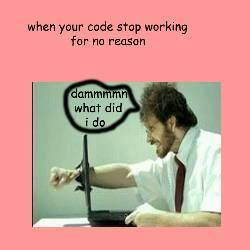 when your code stop working
for no reason
dammmmn
what did
i do